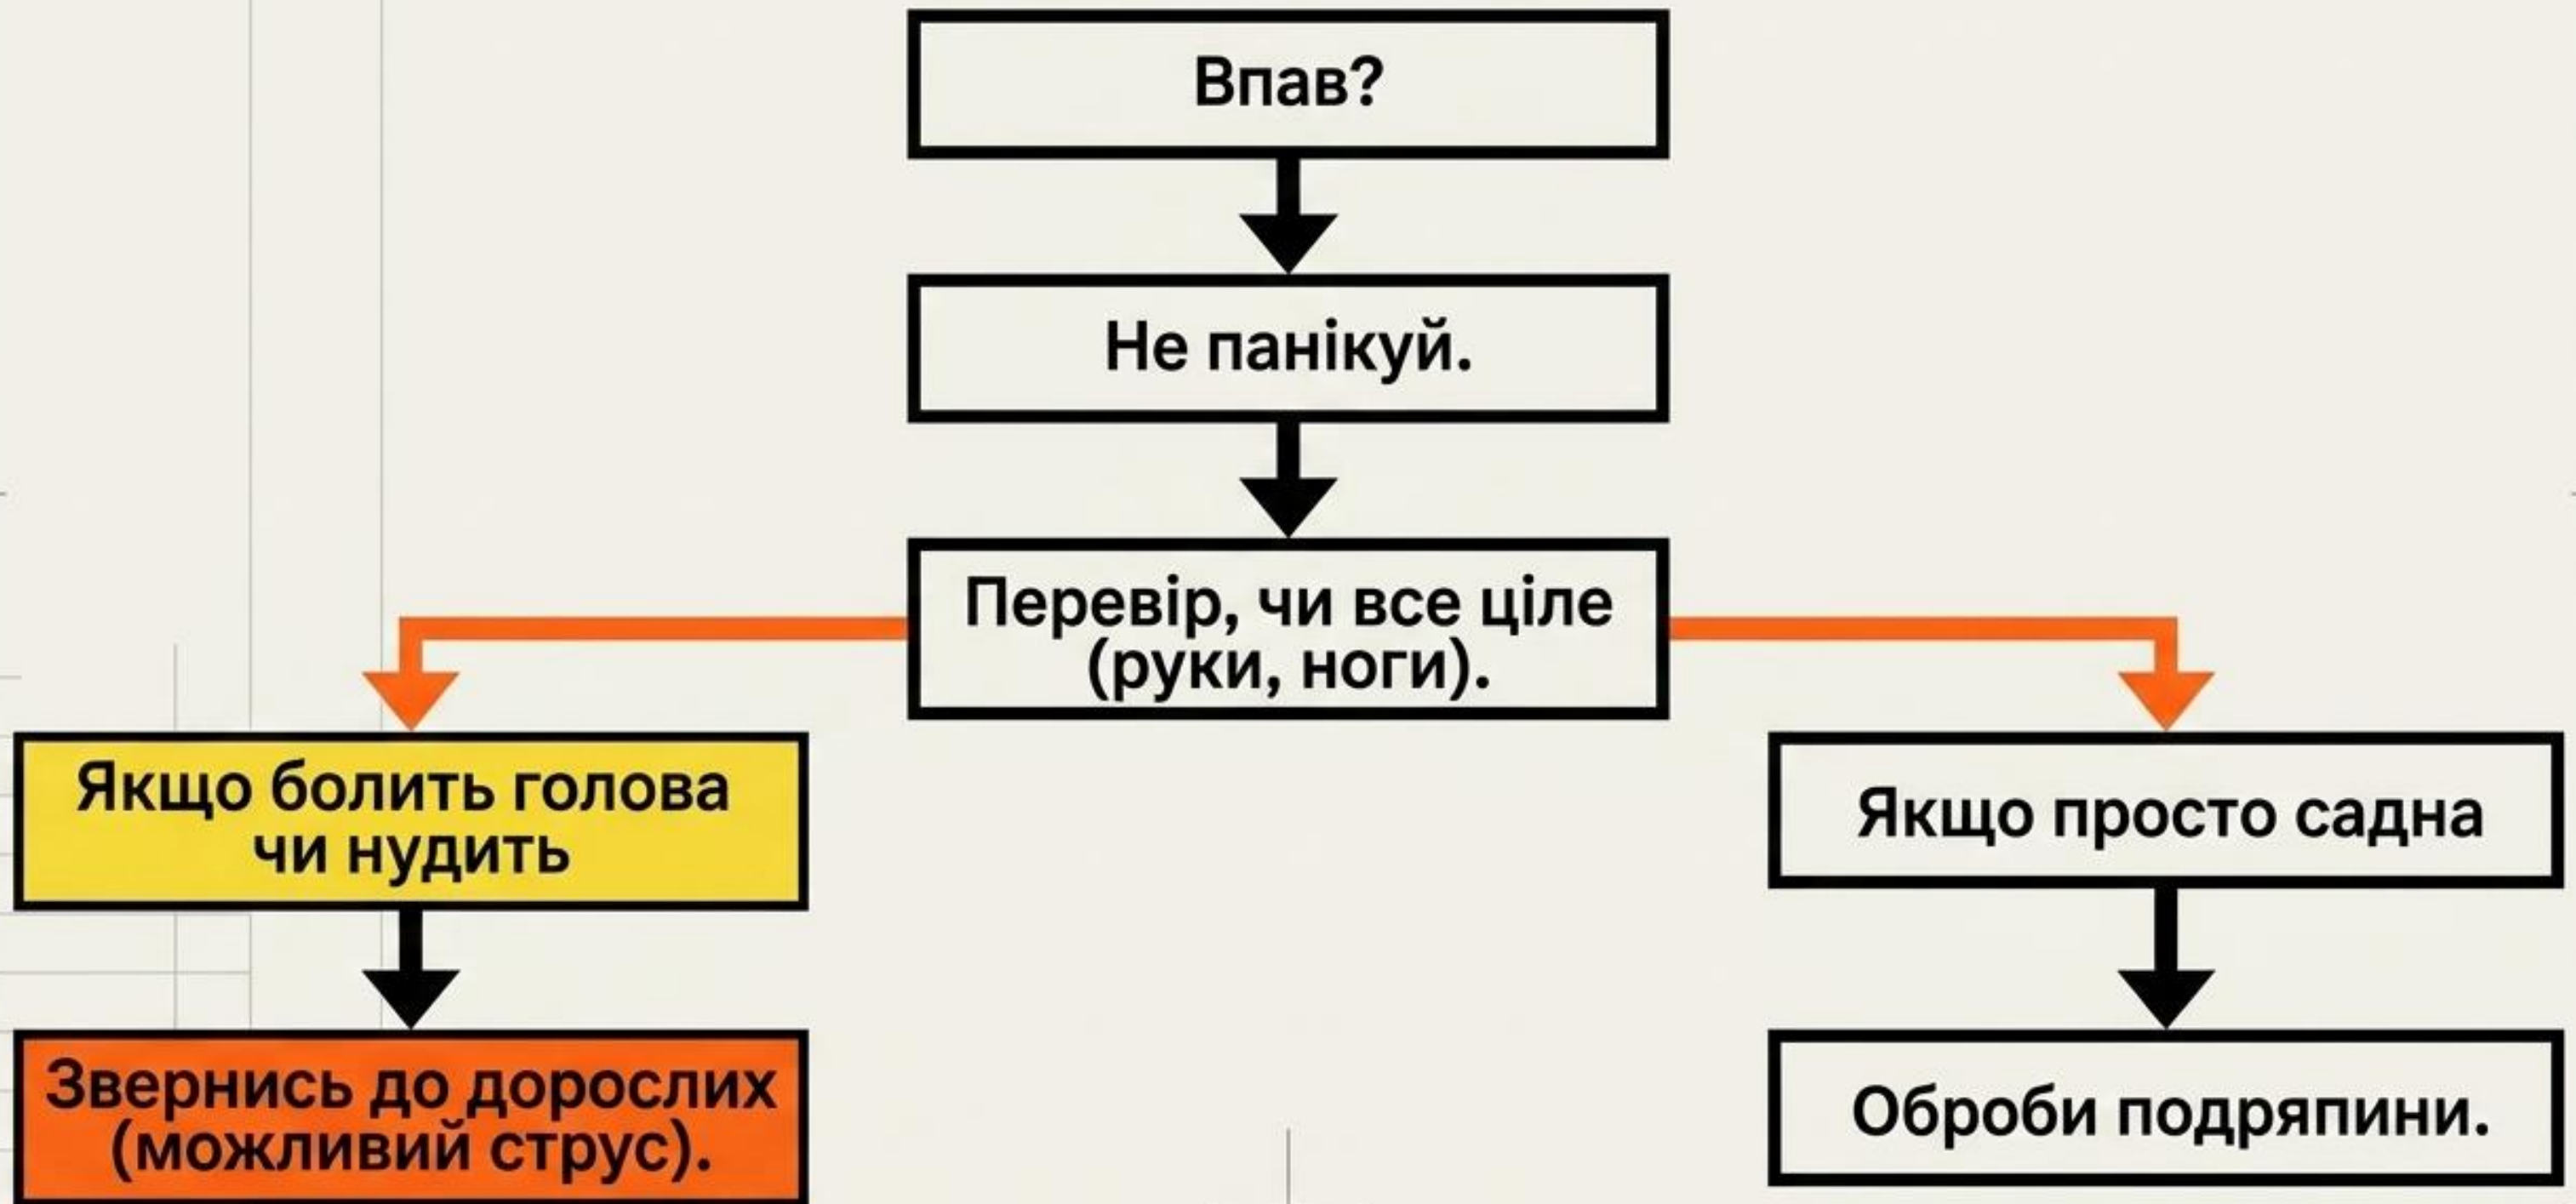 Впав?
Не панікуй.
Перевір, чи все ціле
(руки, ноги).
Якщо болить голова
чи нудить
Якщо просто садна
Звернись до дорослих
(можливий струс).
Оброби подряпини.